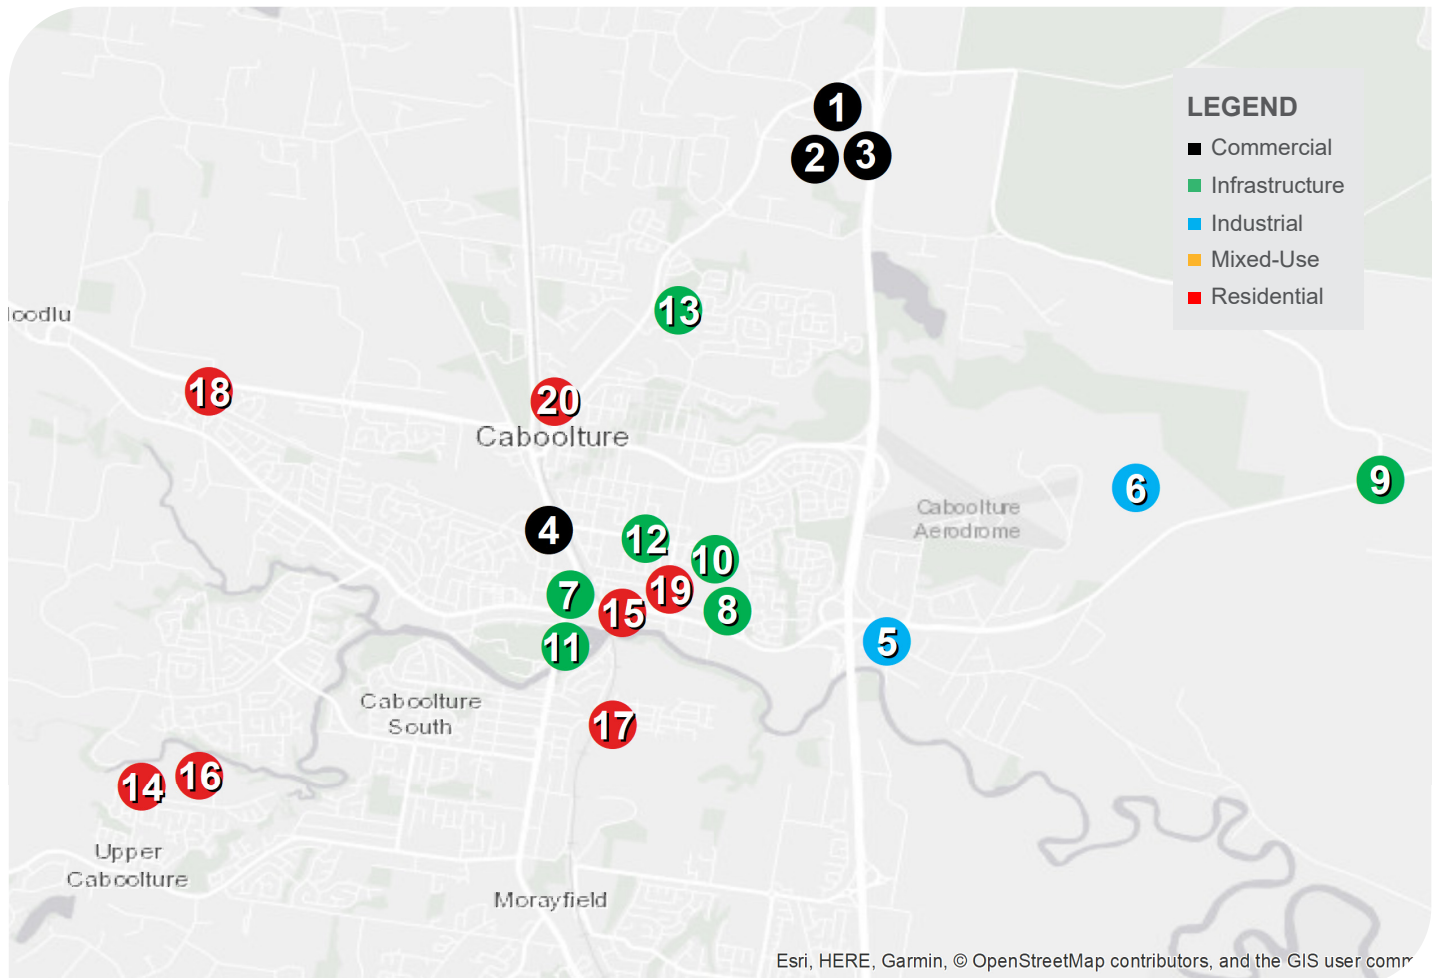 1
2
3
LEGEND
Commercial
Infrastructure
Industrial
Mixed-Use
Residential
13
loodlu
18
20
Caboolture
6
9
Caboolture
Aerodrome
4
12
10
7
19
15
8
11
5
Caboolture
South
17
14
16
Upper
Caboolture
Morayfield
Esri, HERE, Garmin, © OpenStreetMap contributors, and the GIS user comm